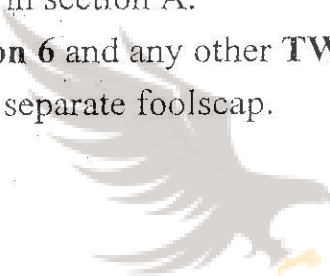 in section A.
on 6 and any other TW
separate foolscap.